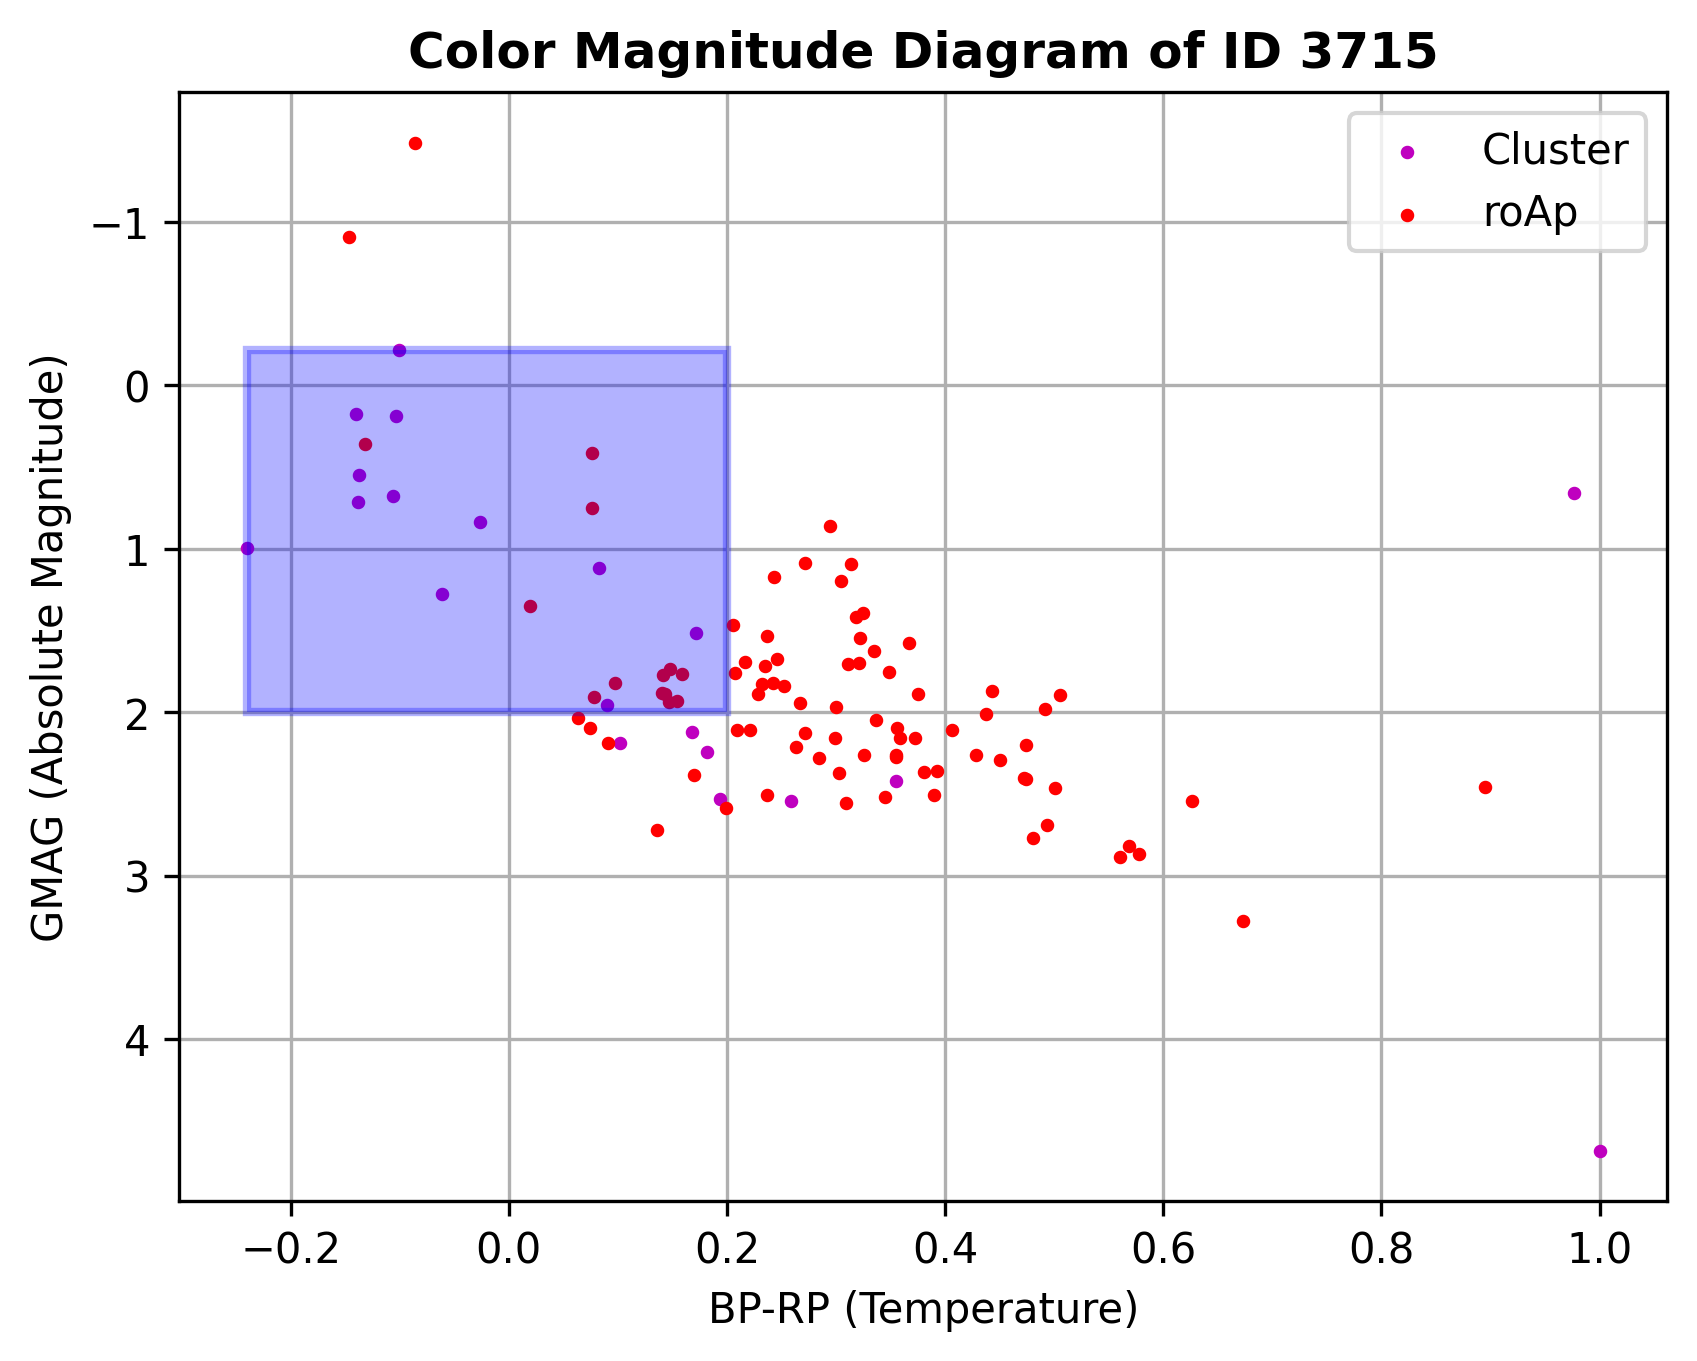 Color Magnitude Diagram of ID 3715
Cluster
roAp
GMAG (Absolute Magnitude)
−1
0
1
2
3
4
−0.2 0.0 0.2 0.4 0.6 0.8 1.0
BP-RP (Temperature)